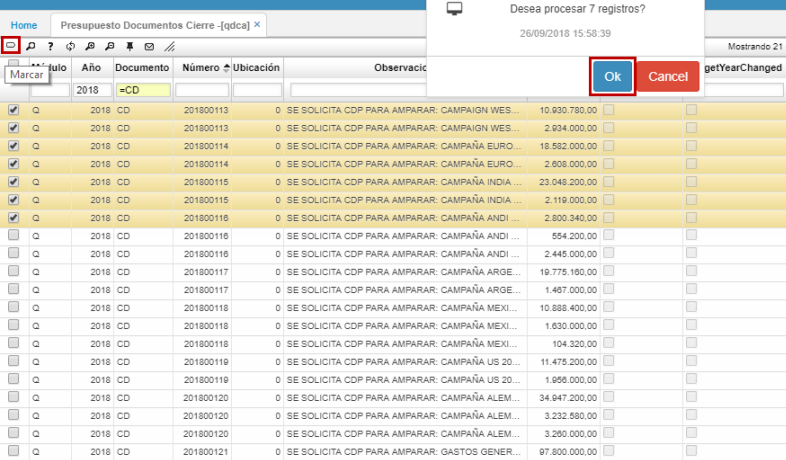 Desea procesar 7 registros?
Home Presupuesto Documentos Cierre -[qdca] ×
26/09/2018 15:58:39
Mostrando 21
Ok Cancel
Marcar
Año Documento Número Ubicación
2018 =CD
Q 2018 CD 201800113 0 SE SOLICITA CDP PARA AMPARAR: CAMPAIGN WES... 10.930.780,00
Q 2018 CD 201800113 0 SE SOLICITA CDP PARA AMPARAR: CAMPAIGN WES... 2.934.000,00
Q 2018 CD 201800114 0 SE SOLICITA CDP PARA AMPARAR: CAMPAÑA EURO... 18.582.000,00
Q 2018 CD 201800114 0 SE SOLICITA CDP PARA AMPARAR: CAMPAÑA EURO... 2.608.000,00
Q 2018 CD 201800115 0 SE SOLICITA CDP PARA AMPARAR: CAMPAÑA INDIA ... 23.048.200,00
Q 2018 CD 201800115 0 SE SOLICITA CDP PARA AMPARAR: CAMPAÑA INDIA ... 2.119.000,00
Q 2018 CD 201800116 0 SE SOLICITA CDP PARA AMPARAR: CAMPAÑA ANDI ... 2.800.340,00
Q 2018 CD 201800116 0 SE SOLICITA CDP PARA AMPARAR: CAMPAÑA ANDI ... 554.200,00
Q 2018 CD 201800116 0 SE SOLICITA CDP PARA AMPARAR: CAMPAÑA ANDI ... 2.445.000,00
Q 2018 CD 201800117 0 SE SOLICITA CDP PARA AMPARAR: CAMPAÑA ARGE... 19.775.160,00
Q 2018 CD 201800117 0 SE SOLICITA CDP PARA AMPARAR: CAMPAÑA ARGE... 1.467.000,00
Q 2018 CD 201800118 0 SE SOLICITA CDP PARA AMPARAR: CAMPAÑA MEXI... 10.888.400,00
Q 2018 CD 201800118 0 SE SOLICITA CDP PARA AMPARAR: CAMPAÑA MEXI... 1.630.000,00
Q 2018 CD 201800118 0 SE SOLICITA CDP PARA AMPARAR: CAMPAÑA MEXI... 104.320,00
Q 2018 CD 201800119 0 SE SOLICITA CDP PARA AMPARAR: CAMPAÑA US 20... 11.475.200,00
Q 2018 CD 201800119 0 SE SOLICITA CDP PARA AMPARAR: CAMPAÑA US 20... 1.956.000,00
Q 2018 CD 201800120 0 SE SOLICITA CDP PARA AMPARAR: CAMPAÑA ALEM... 34.947.200,00
Q 2018 CD 201800120 0 SE SOLICITA CDP PARA AMPARAR: CAMPAÑA ALEM... 3.232.580,00
Q 2018 CD 201800120 0 SE SOLICITA CDP PARA AMPARAR: CAMPAÑA ALEM... 3.260.000,00
Q 2018 CD 201800121 0 SE SOLICITA CDP PARA AMPARAR: GASTOS GENER... 97.800.000,00